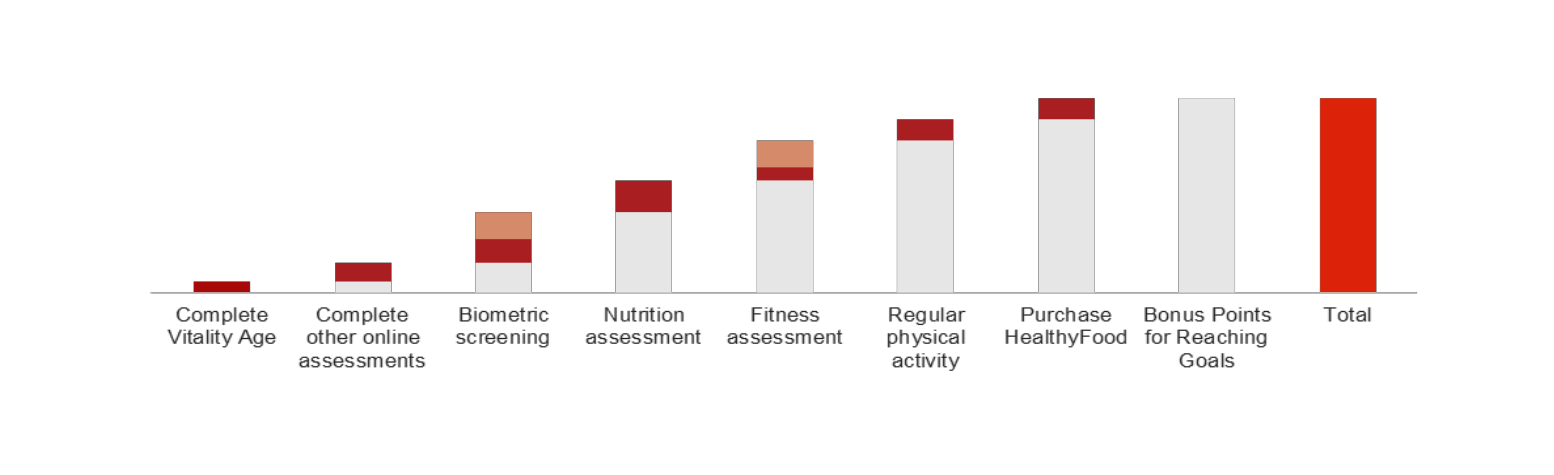 Complete
Vitality Age
Complete
other online
assessments
Biometric
screening
Nutrition
assessment
Fitness
assessment
Regular
physical
activity
Purchase
HealthyFood
Bonus Points
for Reaching
Goals
Total